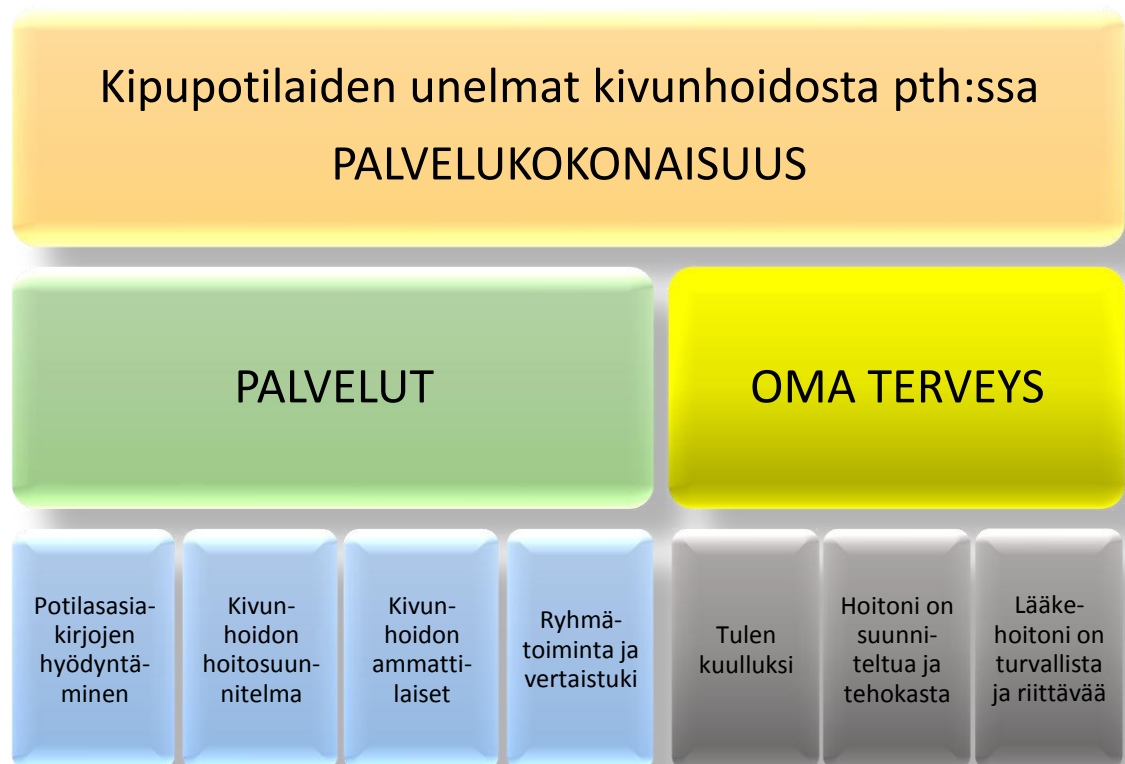 Kipupotilaiden unelmat kivunhoidosta pth:ssa
PALVELUKOKONAISUUS
PALVELUT
OMA TERVEYS
Potilasasia-
kirjojen
hyödyntä-
minen
Kivun-
hoidon
hoitosuun-
nitelma
Kivun-
hoidon
ammatti-
laiset
Ryhmä-
toiminta ja
vertaistuki
Tulen
kuulluksi
Hoitoni on
suunni-
teltua ja
tehokasta
Lääke-
hoitoni on
turvallista
ja riittävää